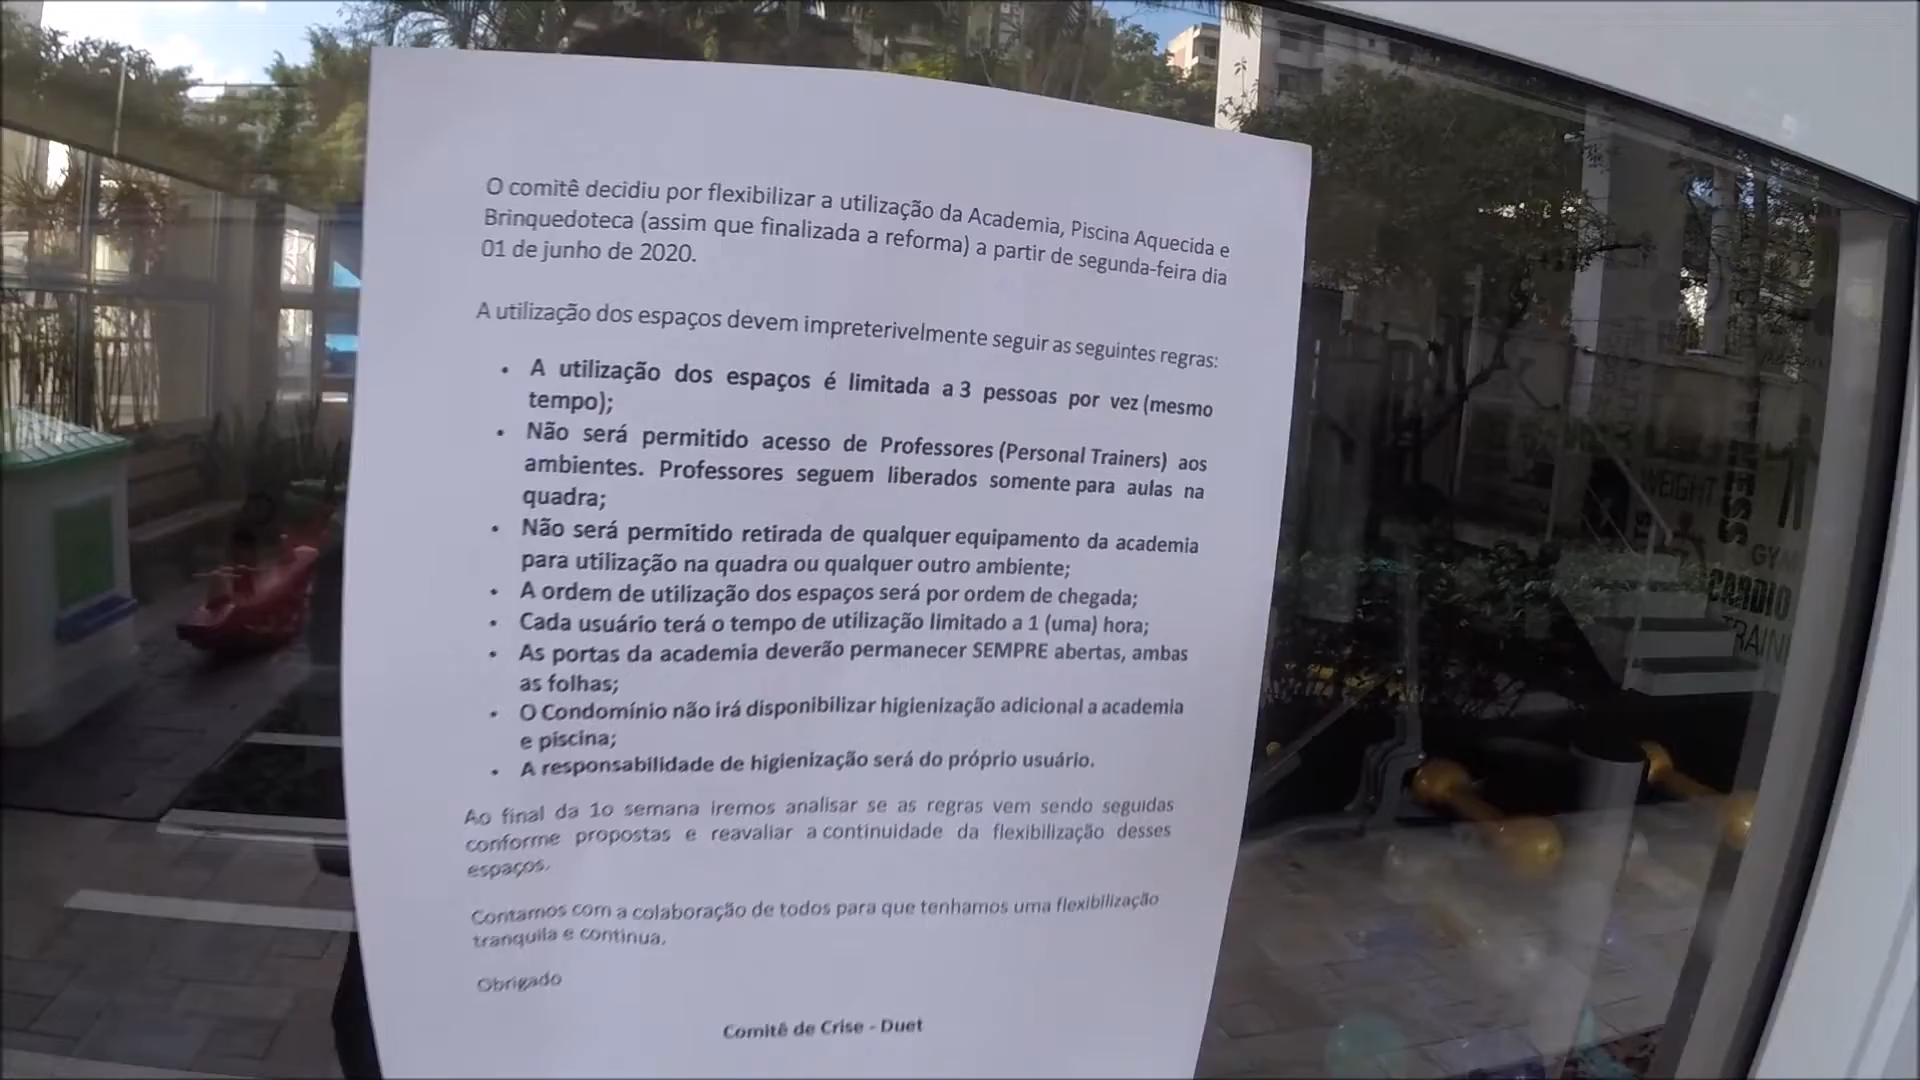 O comitê decidiu por flexibilizar a utilização da Academia, Piscina Aquecida e
Brinquedoteca (assim que finalizada a reforma) a partir de segunda-feira dia
01 de junho de 2020.
A utilização dos espaços devem impreterivelmente seguir as seguintes regras:
• A utilização dos espaços é limitada a 3 pessoas por vez (mesmo
tempo);
• Não será permitido acesso de Professores (Personal Trainers) aos
ambientes. Professores seguem liberados somente para aulas na
quadra;
• Não será permitido retirada de qualquer equipamento da academia
para utilização na quadra ou qualquer outro ambiente;
• A ordem de utilização dos espaços será por ordem de chegada;
• Cada usuário terá o tempo de utilização limitado a 1 (uma) hora;
• As portas da academia deverão permanecer SEMPRE abertas, ambas
as folhas;
• O Condomínio não irá disponibilizar higienização adicional a academia
e piscina;
• A responsabilidade de higienização será do próprio usuário.
Ao final da 1o semana iremos analisar se as regras vem sendo seguidas
conforme propostas e reavaliar a continuidade da flexibilização desses
espaços.
Contamos com a colaboração de todos para que tenhamos uma flexibilização
tranquila e continua.
Obrigado
Comitê de Crise - Duet
WEIGHT
GY
CARDIO
TRAIN